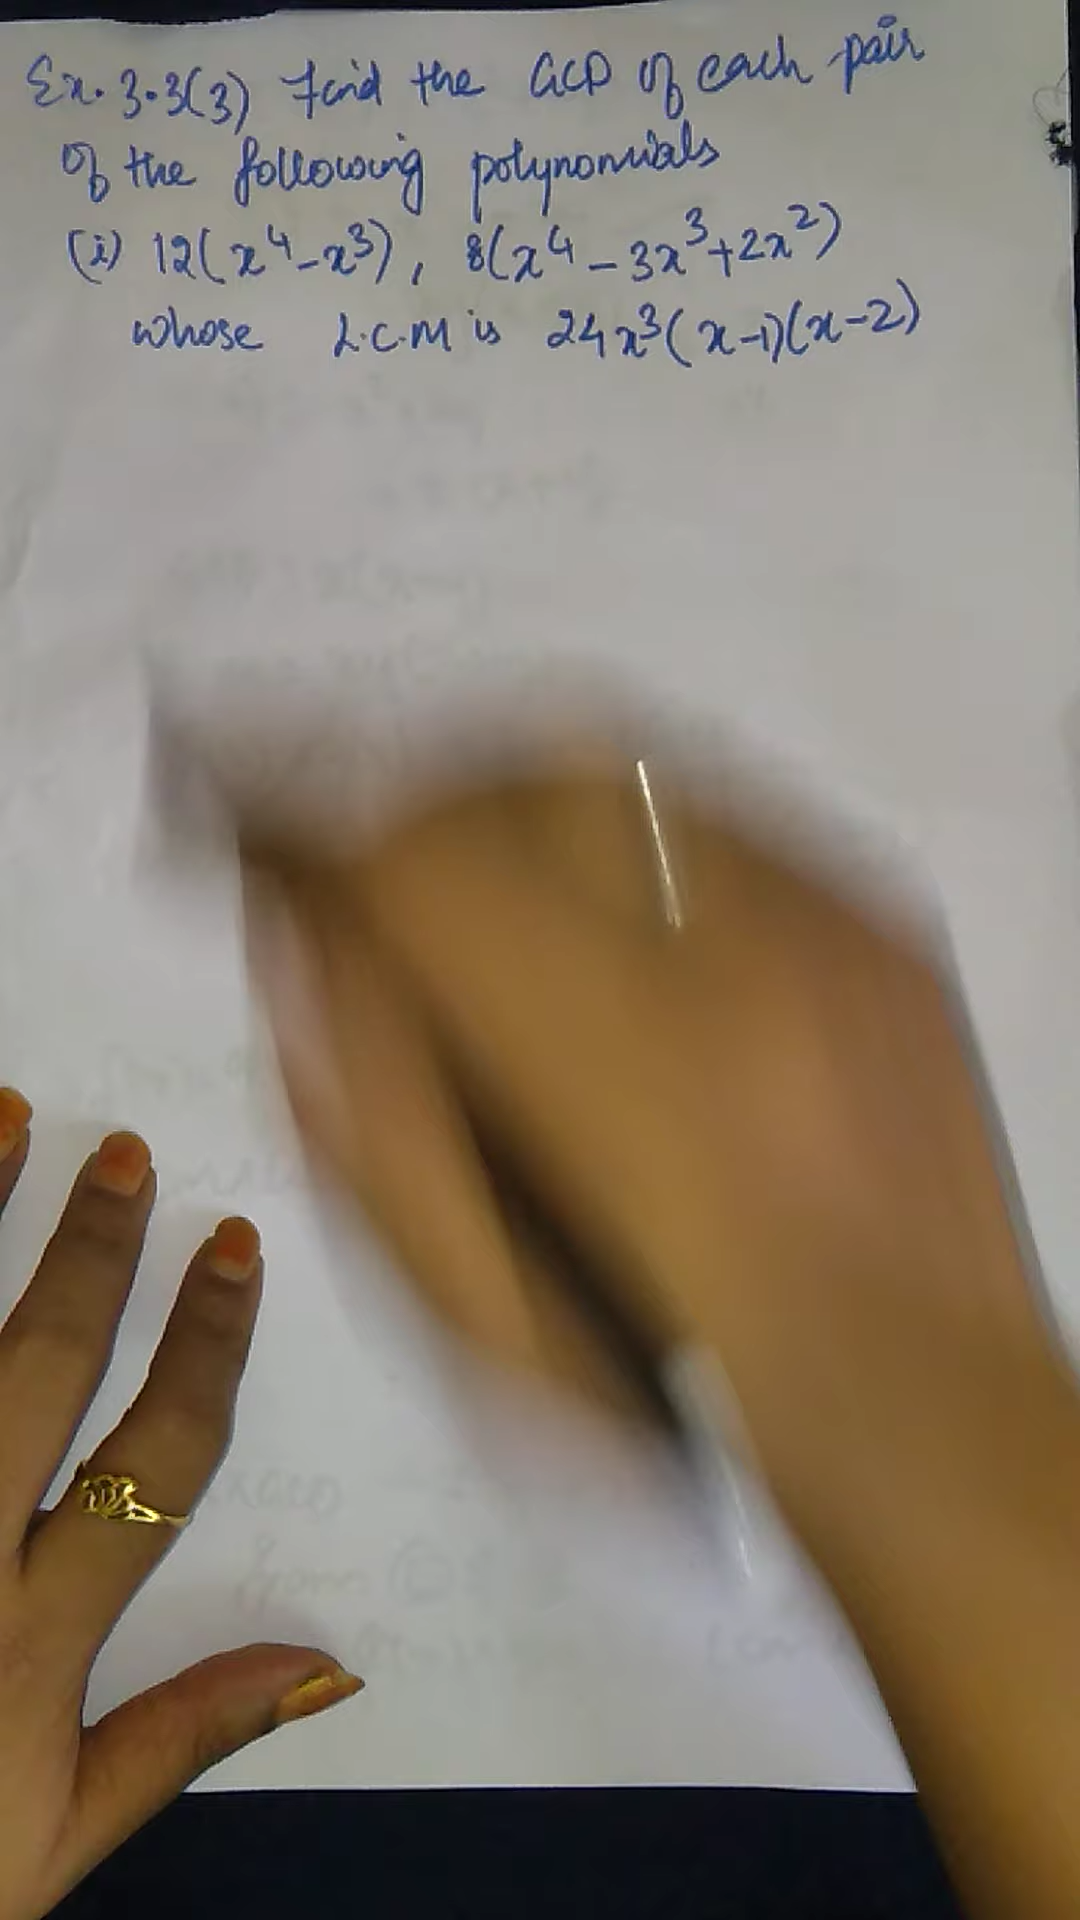 Ex. 3.3(3) Find the GCD of each pair
of the following polynomials
(i) 12(x⁴-x³), 8(x⁴-3x³+2x²)
whose L.C.M is 24x³(x-1)(x-2)